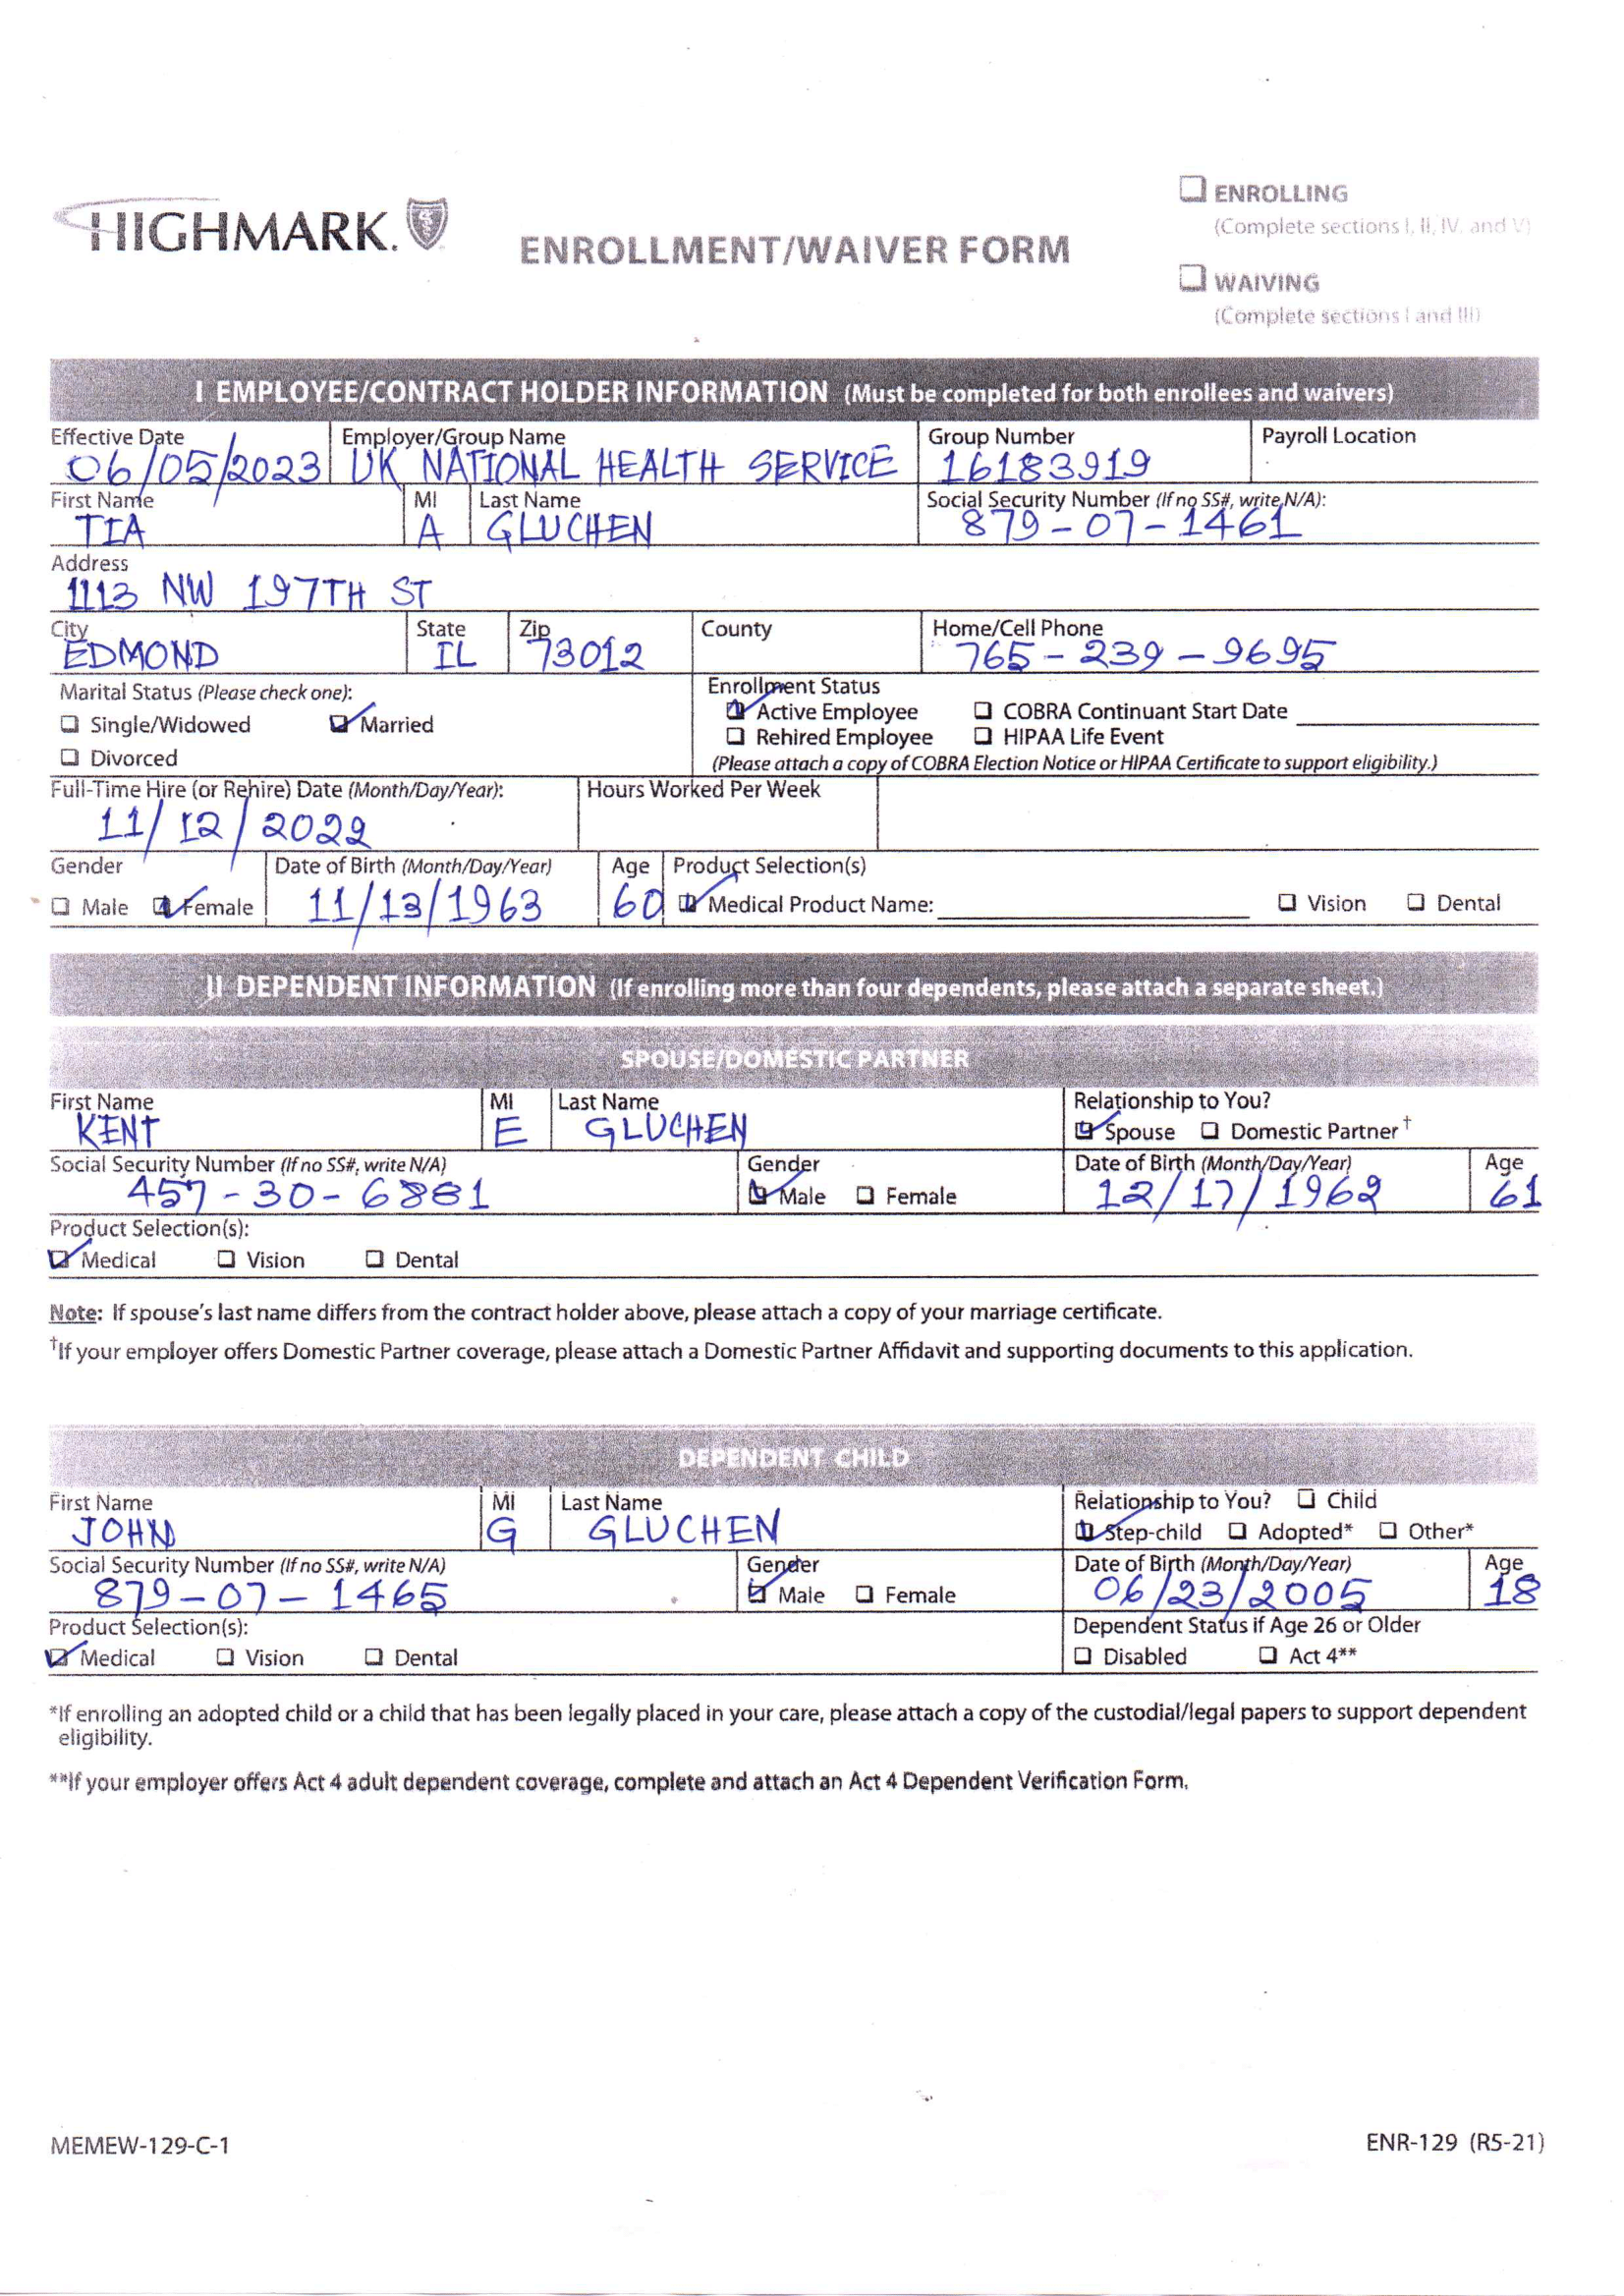 HIGHMARK.
ENROLLMENT/WAIVER FORM
ENROLLING
(Complete sections I, II, IV, and V)
WAIVING
(Complete sections I and III)
I EMPLOYEE/CONTRACT HOLDER INFORMATION (Must be completed for both enrollees and waivers)
Effective Date Employer/Group Name Group Number Payroll Location
06/05/2023 UK NATIONAL HEALTH SERVICE 16183919
First Name MI Last Name Social Security Number (If no SS#, write N/A):
TIA A GLUCHEN 879-07-1461
Address
1113 NW 197TH ST
City State Zip County Home/Cell Phone
EDMOND IL 73012 765-239-9695
Marital Status (Please check one): Enrollment Status
Single/Widowed Married Active Employee COBRA Continuant Start Date
Rehired Employee HIPAA Life Event
Divorced (Please attach a copy of COBRA Election Notice or HIPAA Certificate to support eligibility.)
Full-Time Hire (or Rehire) Date (Month/Day/Year): Hours Worked Per Week
11/12/2022
Gender Date of Birth (Month/Day/Year) Age Product Selection(s)
Male Female 11/13/1963 60 Medical Product Name: Vision Dental
II DEPENDENT INFORMATION (If enrolling more than four dependents, please attach a separate sheet.)
SPOUSE/DOMESTIC PARTNER
First Name MI Last Name Relationship to You?
KENT E GLUCHEN Spouse Domestic Partner†
Social Security Number (If no SS#, write N/A) Gender Date of Birth (Month/Day/Year) Age
457-30-6881 Male Female 12/17/1962 61
Product Selection(s):
Medical Vision Dental
Note: If spouse's last name differs from the contract holder above, please attach a copy of your marriage certificate.
†If your employer offers Domestic Partner coverage, please attach a Domestic Partner Affidavit and supporting documents to this application.
DEPENDENT CHILD
First Name MI Last Name Relationship to You? Child
JOHN G GLUCHEN Step-child Adopted* Other*
Social Security Number (If no SS#, write N/A) Gender Date of Birth (Month/Day/Year) Age
879-07-1465 Male Female 06/23/2005 18
Product Selection(s): Dependent Status if Age 26 or Older
Medical Vision Dental Disabled Act 4**
*If enrolling an adopted child or a child that has been legally placed in your care, please attach a copy of the custodial/legal papers to support dependent
eligibility.
**If your employer offers Act 4 adult dependent coverage, complete and attach an Act 4 Dependent Verification Form.
MEMEW-129-C-1 ENR-129 (R5-21)